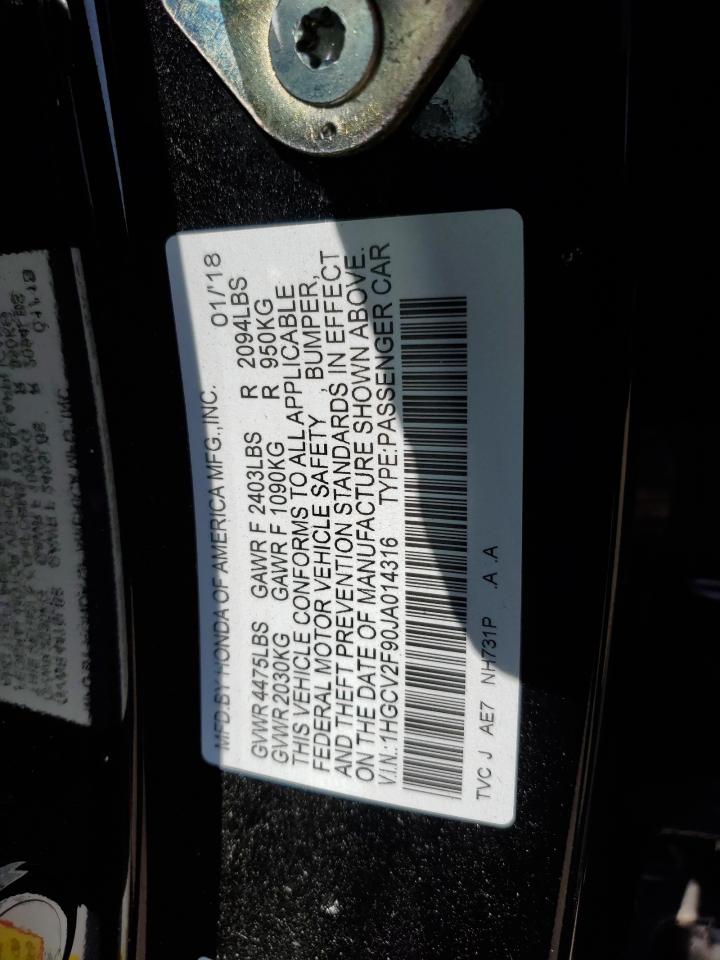 MFD.BY HONDA OF AMERICA MFG.,INC. 01/'18
GVWR 4475LBS GAWR F 2403LBS R 2094LBS
GVWR 2030KG GAWR F 1090KG R 950KG
THIS VEHICLE CONFORMS TO ALL APPLICABLE
FEDERAL MOTOR VEHICLE SAFETY , BUMPER,
AND THEFT PREVENTION STANDARDS IN EFFECT
ON THE DATE OF MANUFACTURE SHOWN ABOVE.
V.I.N.:1HGCV2F90JA014316 TYPE:PASSENGER CAR
TVC J AE7 NH731P .A .A